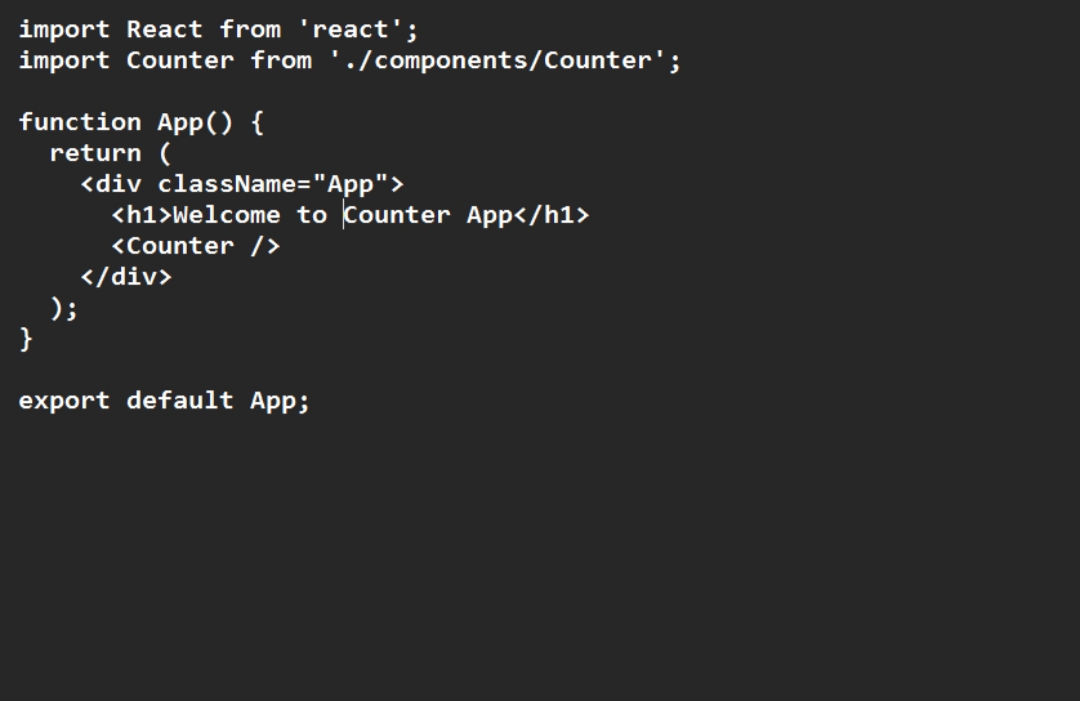 import React from 'react';
import Counter from './components/Counter';

function App() {
  return (
    <div className="App">
      <h1>Welcome to Counter App</h1>
      <Counter />
    </div>
  );
}

export default App;